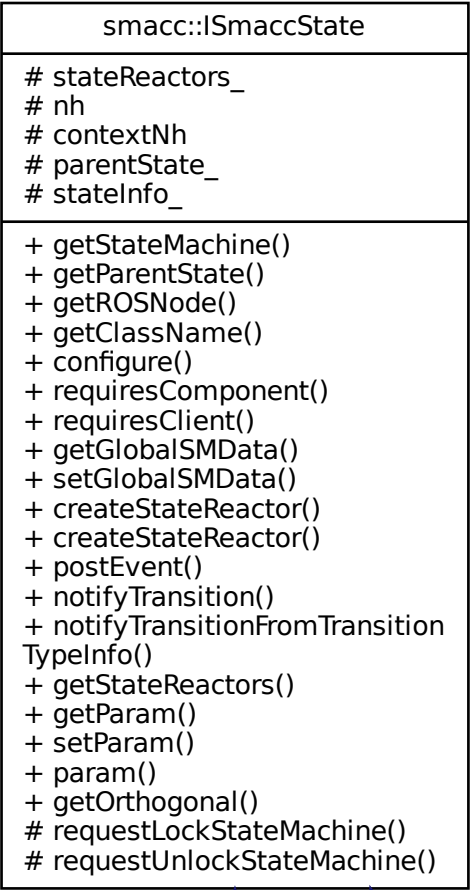 smacc::ISmaccState
# stateReactors_
# nh
# contextNh
# parentState_
# stateInfo_
+ getStateMachine()
+ getParentState()
+ getROSNode()
+ getClassName()
+ configure()
+ requiresComponent()
+ requiresClient()
+ getGlobalSMData()
+ setGlobalSMData()
+ createStateReactor()
+ createStateReactor()
+ postEvent()
+ notifyTransition()
+ notifyTransitionFromTransition
TypeInfo()
+ getStateReactors()
+ getParam()
+ setParam()
+ param()
+ getOrthogonal()
# requestLockStateMachine()
# requestUnlockStateMachine()